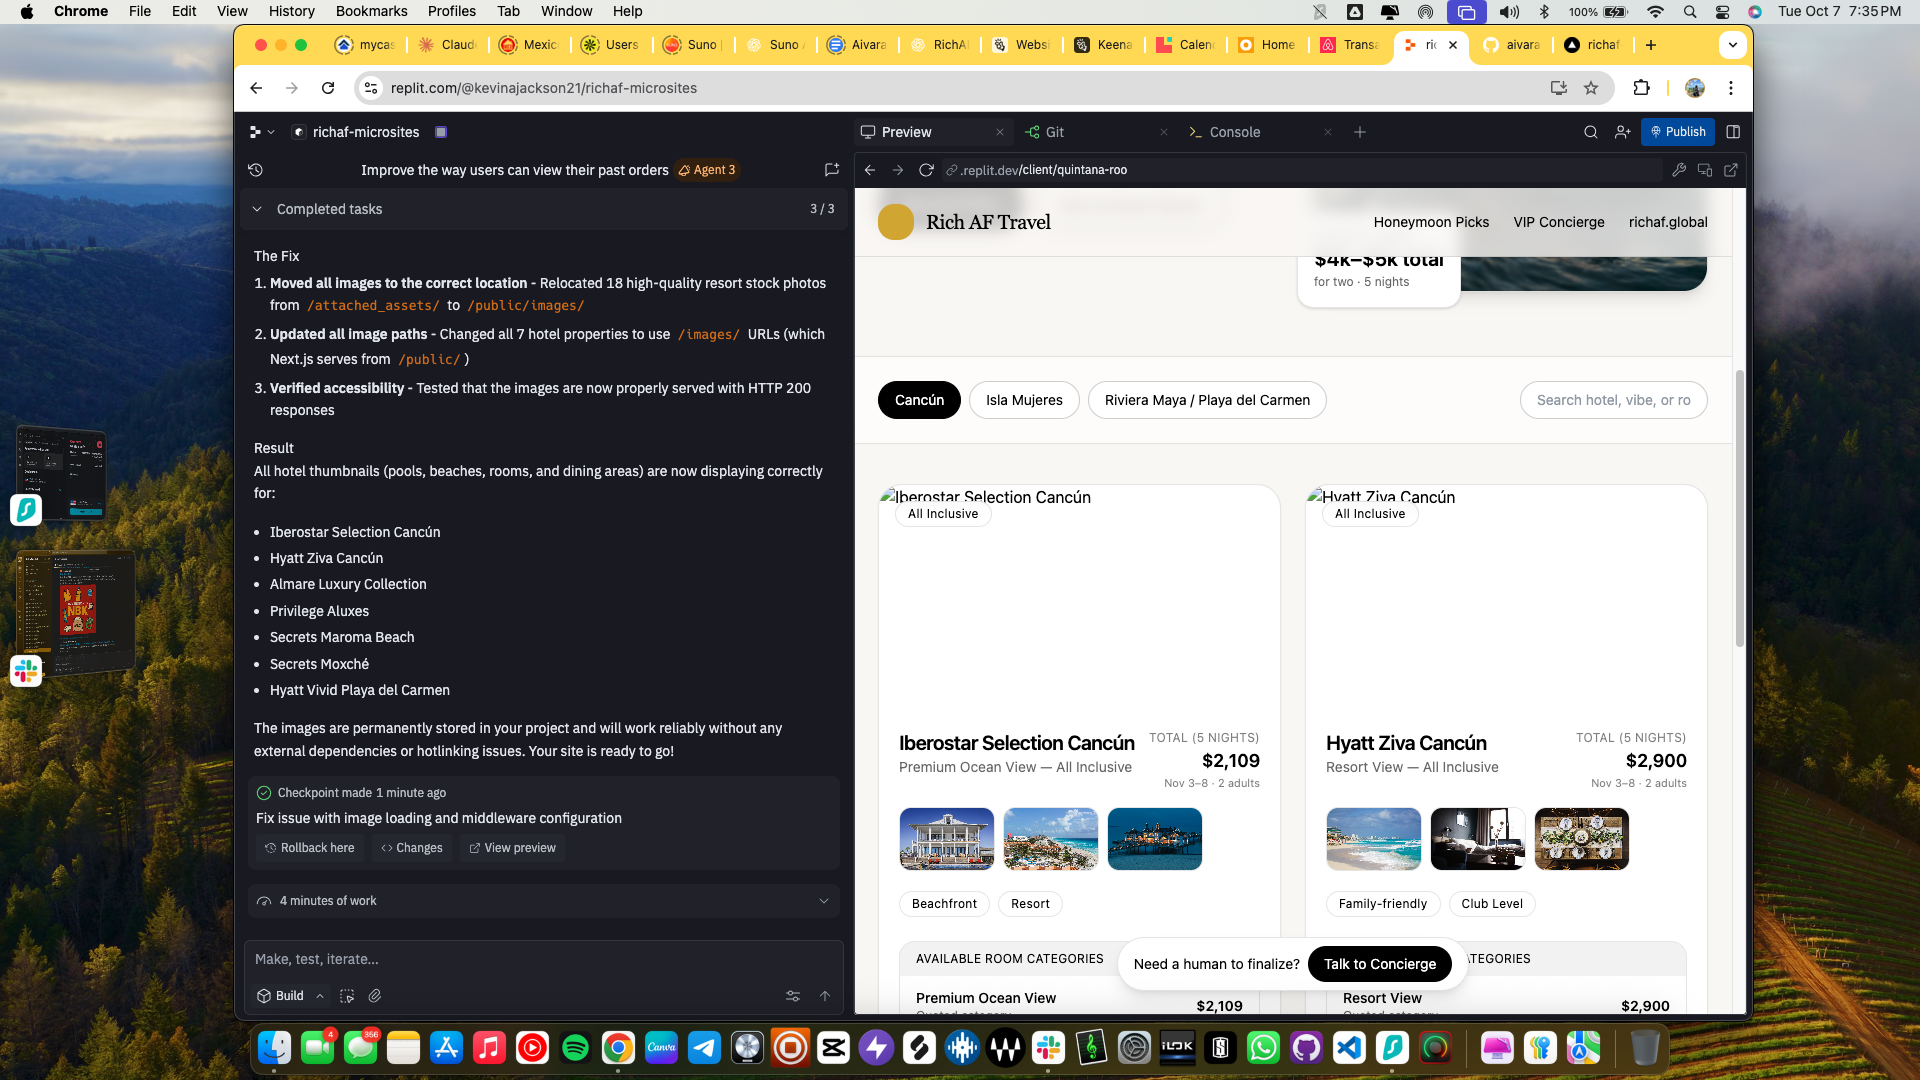 Chrome File Edit View History Bookmarks Profiles Tab Window Help
100% Tue Oct 7 7:35 PM
mycas Claud Mexic Users Suno Suno Aivara RichA Websi Keena Calend Home Transa ric aivara richaf
replit.com/@kevinajackson21/richaf-microsites
richaf-microsites
Preview Git Console Publish
Improve the way users can view their past orders Agent 3
.replit.dev/client/quintana-roo
Completed tasks 3 / 3
The Fix
1. Moved all images to the correct location - Relocated 18 high-quality resort stock photos
from /attached_assets/ to /public/images/
2. Updated all image paths - Changed all 7 hotel properties to use /images/ URLs (which
Next.js serves from /public/ )
3. Verified accessibility - Tested that the images are now properly served with HTTP 200
responses
Result
All hotel thumbnails (pools, beaches, rooms, and dining areas) are now displaying correctly
for:
• Iberostar Selection Cancún
• Hyatt Ziva Cancún
• Almare Luxury Collection
• Privilege Aluxes
• Secrets Maroma Beach
• Secrets Moxché
• Hyatt Vivid Playa del Carmen
The images are permanently stored in your project and will work reliably without any
external dependencies or hotlinking issues. Your site is ready to go!
Checkpoint made 1 minute ago
Fix issue with image loading and middleware configuration
Rollback here Changes View preview
4 minutes of work
Make, test, iterate...
Build
Rich AF Travel
Honeymoon Picks VIP Concierge richaf.global
$4k–$5k total
for two · 5 nights
Cancún Isla Mujeres Riviera Maya / Playa del Carmen Search hotel, vibe, or ro
Iberostar Selection Cancún
All Inclusive
Iberostar Selection Cancún TOTAL (5 NIGHTS)
$2,109
Premium Ocean View — All Inclusive
Nov 3–8 · 2 adults
Beachfront Resort
AVAILABLE ROOM CATEGORIES
Premium Ocean View $2,109
Quoted category
Hyatt Ziva Cancún
All Inclusive
Hyatt Ziva Cancún TOTAL (5 NIGHTS)
$2,900
Resort View — All Inclusive
Nov 3–8 · 2 adults
Family-friendly Club Level
TEGORIES
Resort View $2,900
Need a human to finalize? Talk to Concierge
NBK
4
356
Canva
iLOK